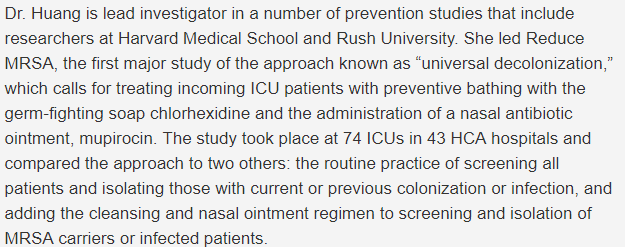 Dr. Huang is lead investigator in a number of prevention studies that include
researchers at Harvard Medical School and Rush University. She led Reduce
MRSA, the first major study of the approach known as “universal decolonization,”
which calls for treating incoming ICU patients with preventive bathing with the
germ-fighting soap chlorhexidine and the administration of a nasal antibiotic
ointment, mupirocin. The study took place at 74 ICUs in 43 HCA hospitals and
compared the approach to two others: the routine practice of screening all
patients and isolating those with current or previous colonization or infection, and
adding the cleansing and nasal ointment regimen to screening and isolation of
MRSA carriers or infected patients.